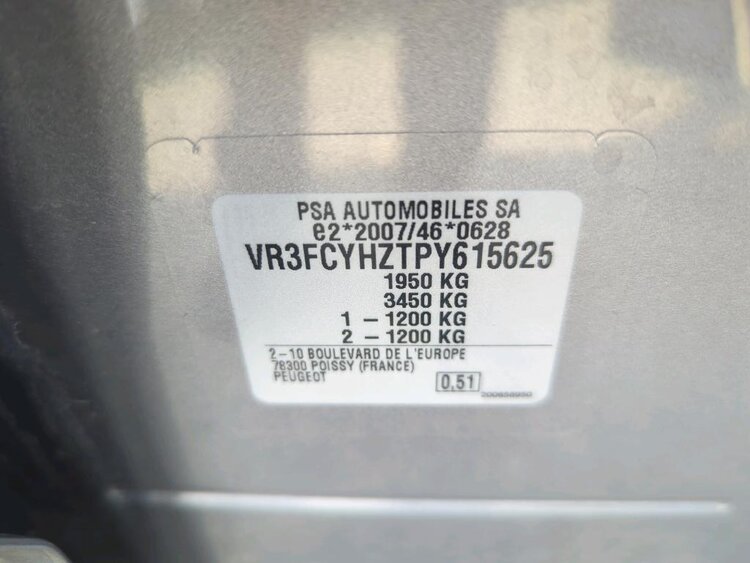 PSA AUTOMOBILES SA
e2*2007/46*0628
VR3FCYHZTPY615625
1950 KG
3450 KG
1 – 1200 KG
2 – 1200 KG
2–10 BOULEVARD DE L'EUROPE
78300 POISSY (FRANCE)
PEUGEOT
0,51